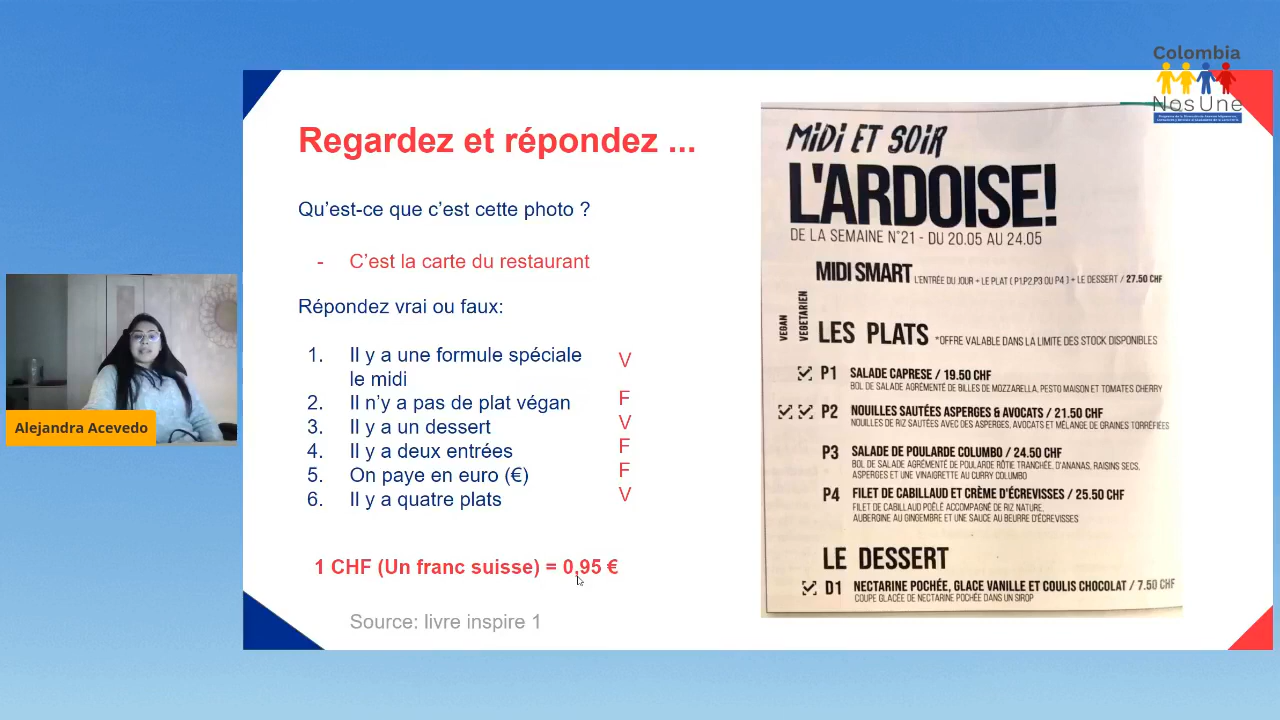 Colombia
NosUne
Regardez et répondez ...
Qu'est-ce que c'est cette photo ?
- C'est la carte du restaurant
Répondez vrai ou faux:
1. Il y a une formule spéciale le midi V
2. Il n'y a pas de plat végan F
3. Il y a un dessert V
4. Il y a deux entrées F
5. On paye en euro (€) F
6. Il y a quatre plats V
1 CHF (Un franc suisse) = 0,95 €
Source: livre inspire 1
Alejandra Acevedo
MiDi ET SOiR
L'ARDOISE!
DE LA SEMAINE N°21 - DU 20.05 AU 24.05
MIDI SMART L'ENTRÉE DU JOUR + LE PLAT ( P1,P2,P3 OU P4 ) + LE DESSERT / 27.50 CHF
VEGAN
VEGETARIEN
LES PLATS *OFFRE VALABLE DANS LA LIMITE DES STOCK DISPONIBLES
P1 SALADE CAPRESE / 19.50 CHF
BOL DE SALADE AGRÉMENTÉ DE BILLES DE MOZZARELLA, PESTO MAISON ET TOMATES CHERRY
P2 NOUILLES SAUTÉES ASPERGES & AVOCATS / 21.50 CHF
NOUILLES DE RIZ SAUTÉES AVEC DES ASPERGES, AVOCATS ET MÉLANGE DE GRAINES TORRÉFIÉES
P3 SALADE DE POULARDE COLUMBO / 24.50 CHF
BOL DE SALADE AGRÉMENTÉ DE POULARDE RÔTIE TRANCHÉE, D'ANANAS, RAISINS SECS,
ASPERGES ET UNE VINAIGRETTE AU CURRY COLUMBO
P4 FILET DE CABILLAUD ET CRÈME D'ÉCREVISSES / 25.50 CHF
FILET DE CABILLAUD POÊLÉ ACCOMPAGNÉ DE RIZ NATURE,
AUBERGINE AU GINGEMBRE ET UNE SAUCE AU BEURRE D'ÉCREVISSES
LE DESSERT
D1 NECTARINE POCHÉE, GLACE VANILLE ET COULIS CHOCOLAT / 7.50 CHF
COUPE GLACÉE DE NECTARINE POCHÉE DANS UN SIROP